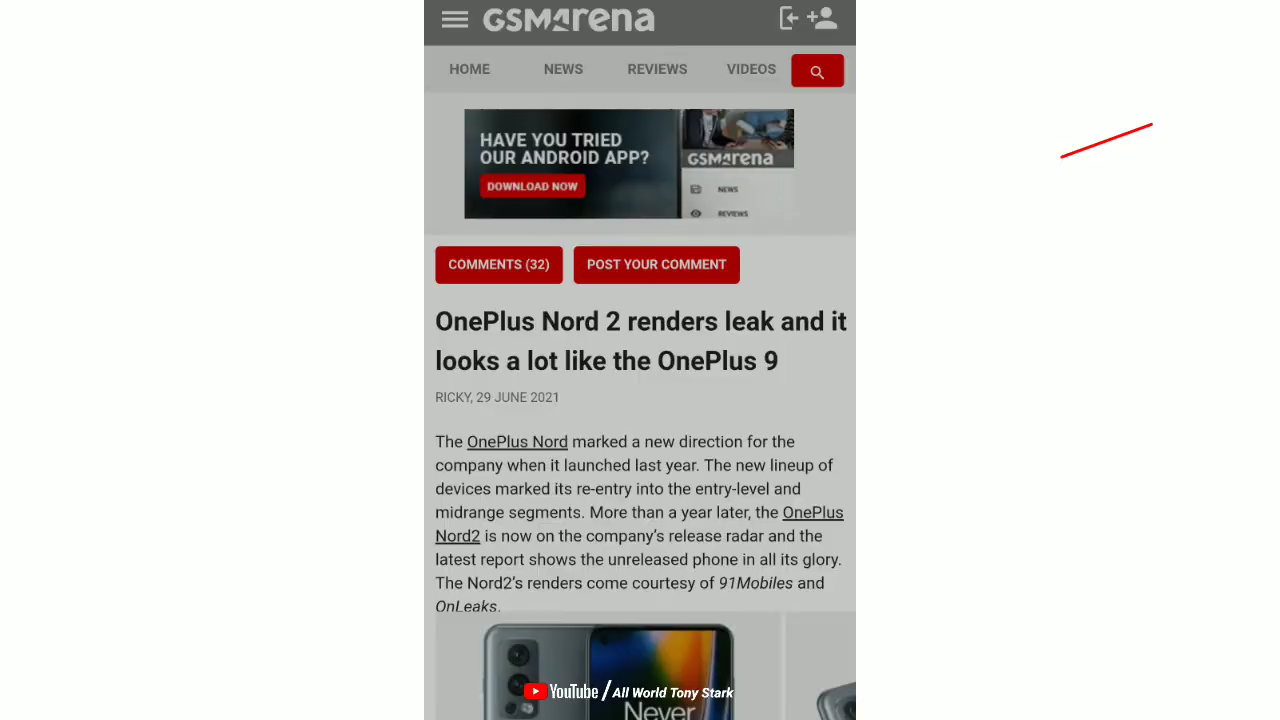 GSMArena
HOME NEWS REVIEWS VIDEOS
HAVE YOU TRIED
OUR ANDROID APP?
DOWNLOAD NOW
GSMArena
NEWS
REVIEWS
COMMENTS (32) POST YOUR COMMENT
OnePlus Nord 2 renders leak and it
looks a lot like the OnePlus 9
RICKY, 29 JUNE 2021
The OnePlus Nord marked a new direction for the
company when it launched last year. The new lineup of
devices marked its re-entry into the entry-level and
midrange segments. More than a year later, the OnePlus
Nord2 is now on the company's release radar and the
latest report shows the unreleased phone in all its glory.
The Nord2's renders come courtesy of 91Mobiles and
OnLeaks.
YouTube / All World Tony Stark
Never